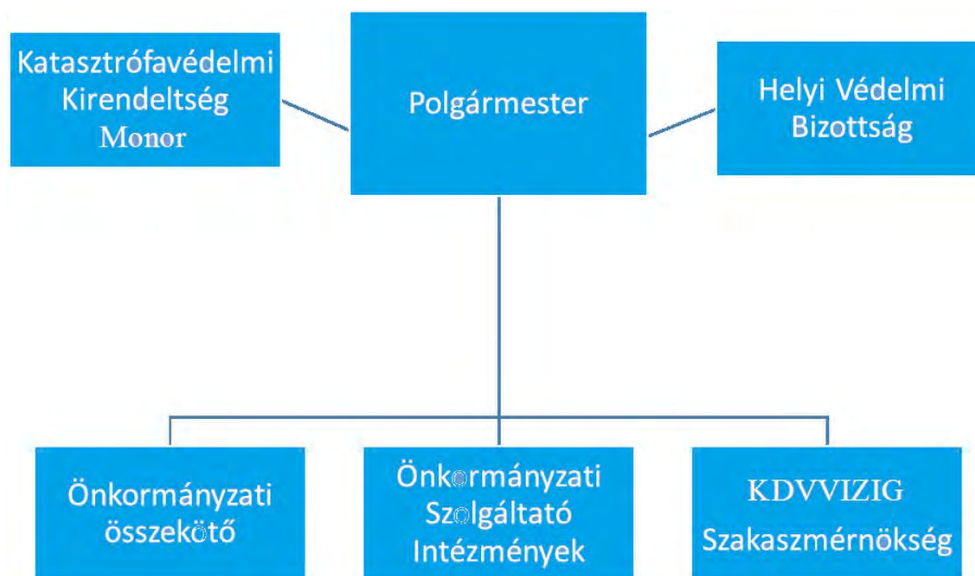 Katasztrófavédelmi
Kirendeltség
Monor
Polgármester
Helyi Védelmi
Bizottság
Önkormányzati
összekötő
Önkormányzati
Szolgáltató
Intézmények
KDVVIZIG
Szakaszmérnökség